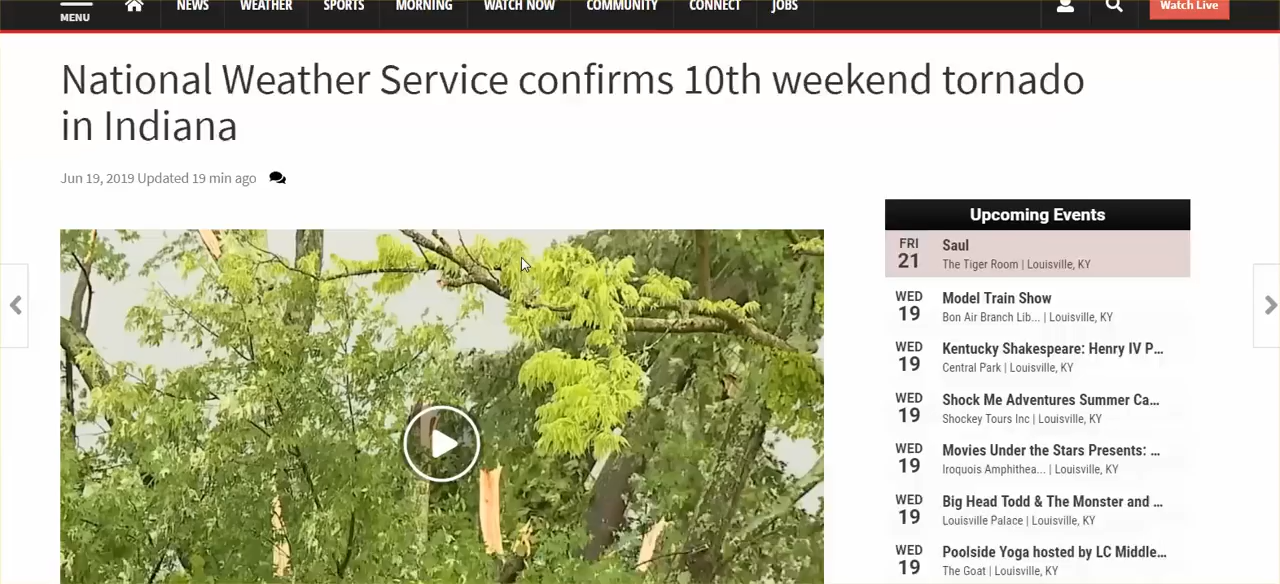 MENU
NEWS
WEATHER
SPORTS
MORNING
WATCH NOW
COMMUNITY
CONNECT
JOBS
Watch Live
National Weather Service confirms 10th weekend tornado
in Indiana
Jun 19, 2019 Updated 19 min ago
Upcoming Events
FRI
21
Saul
The Tiger Room | Louisville, KY
WED
19
Model Train Show
Bon Air Branch Lib... | Louisville, KY
WED
19
Kentucky Shakespeare: Henry IV P...
Central Park | Louisville, KY
WED
19
Shock Me Adventures Summer Ca...
Shockey Tours Inc | Louisville, KY
WED
19
Movies Under the Stars Presents: ...
Iroquois Amphithea... | Louisville, KY
WED
19
Big Head Todd & The Monster and ...
Louisville Palace | Louisville, KY
WED
19
Poolside Yoga hosted by LC Middle...
The Goat | Louisville, KY